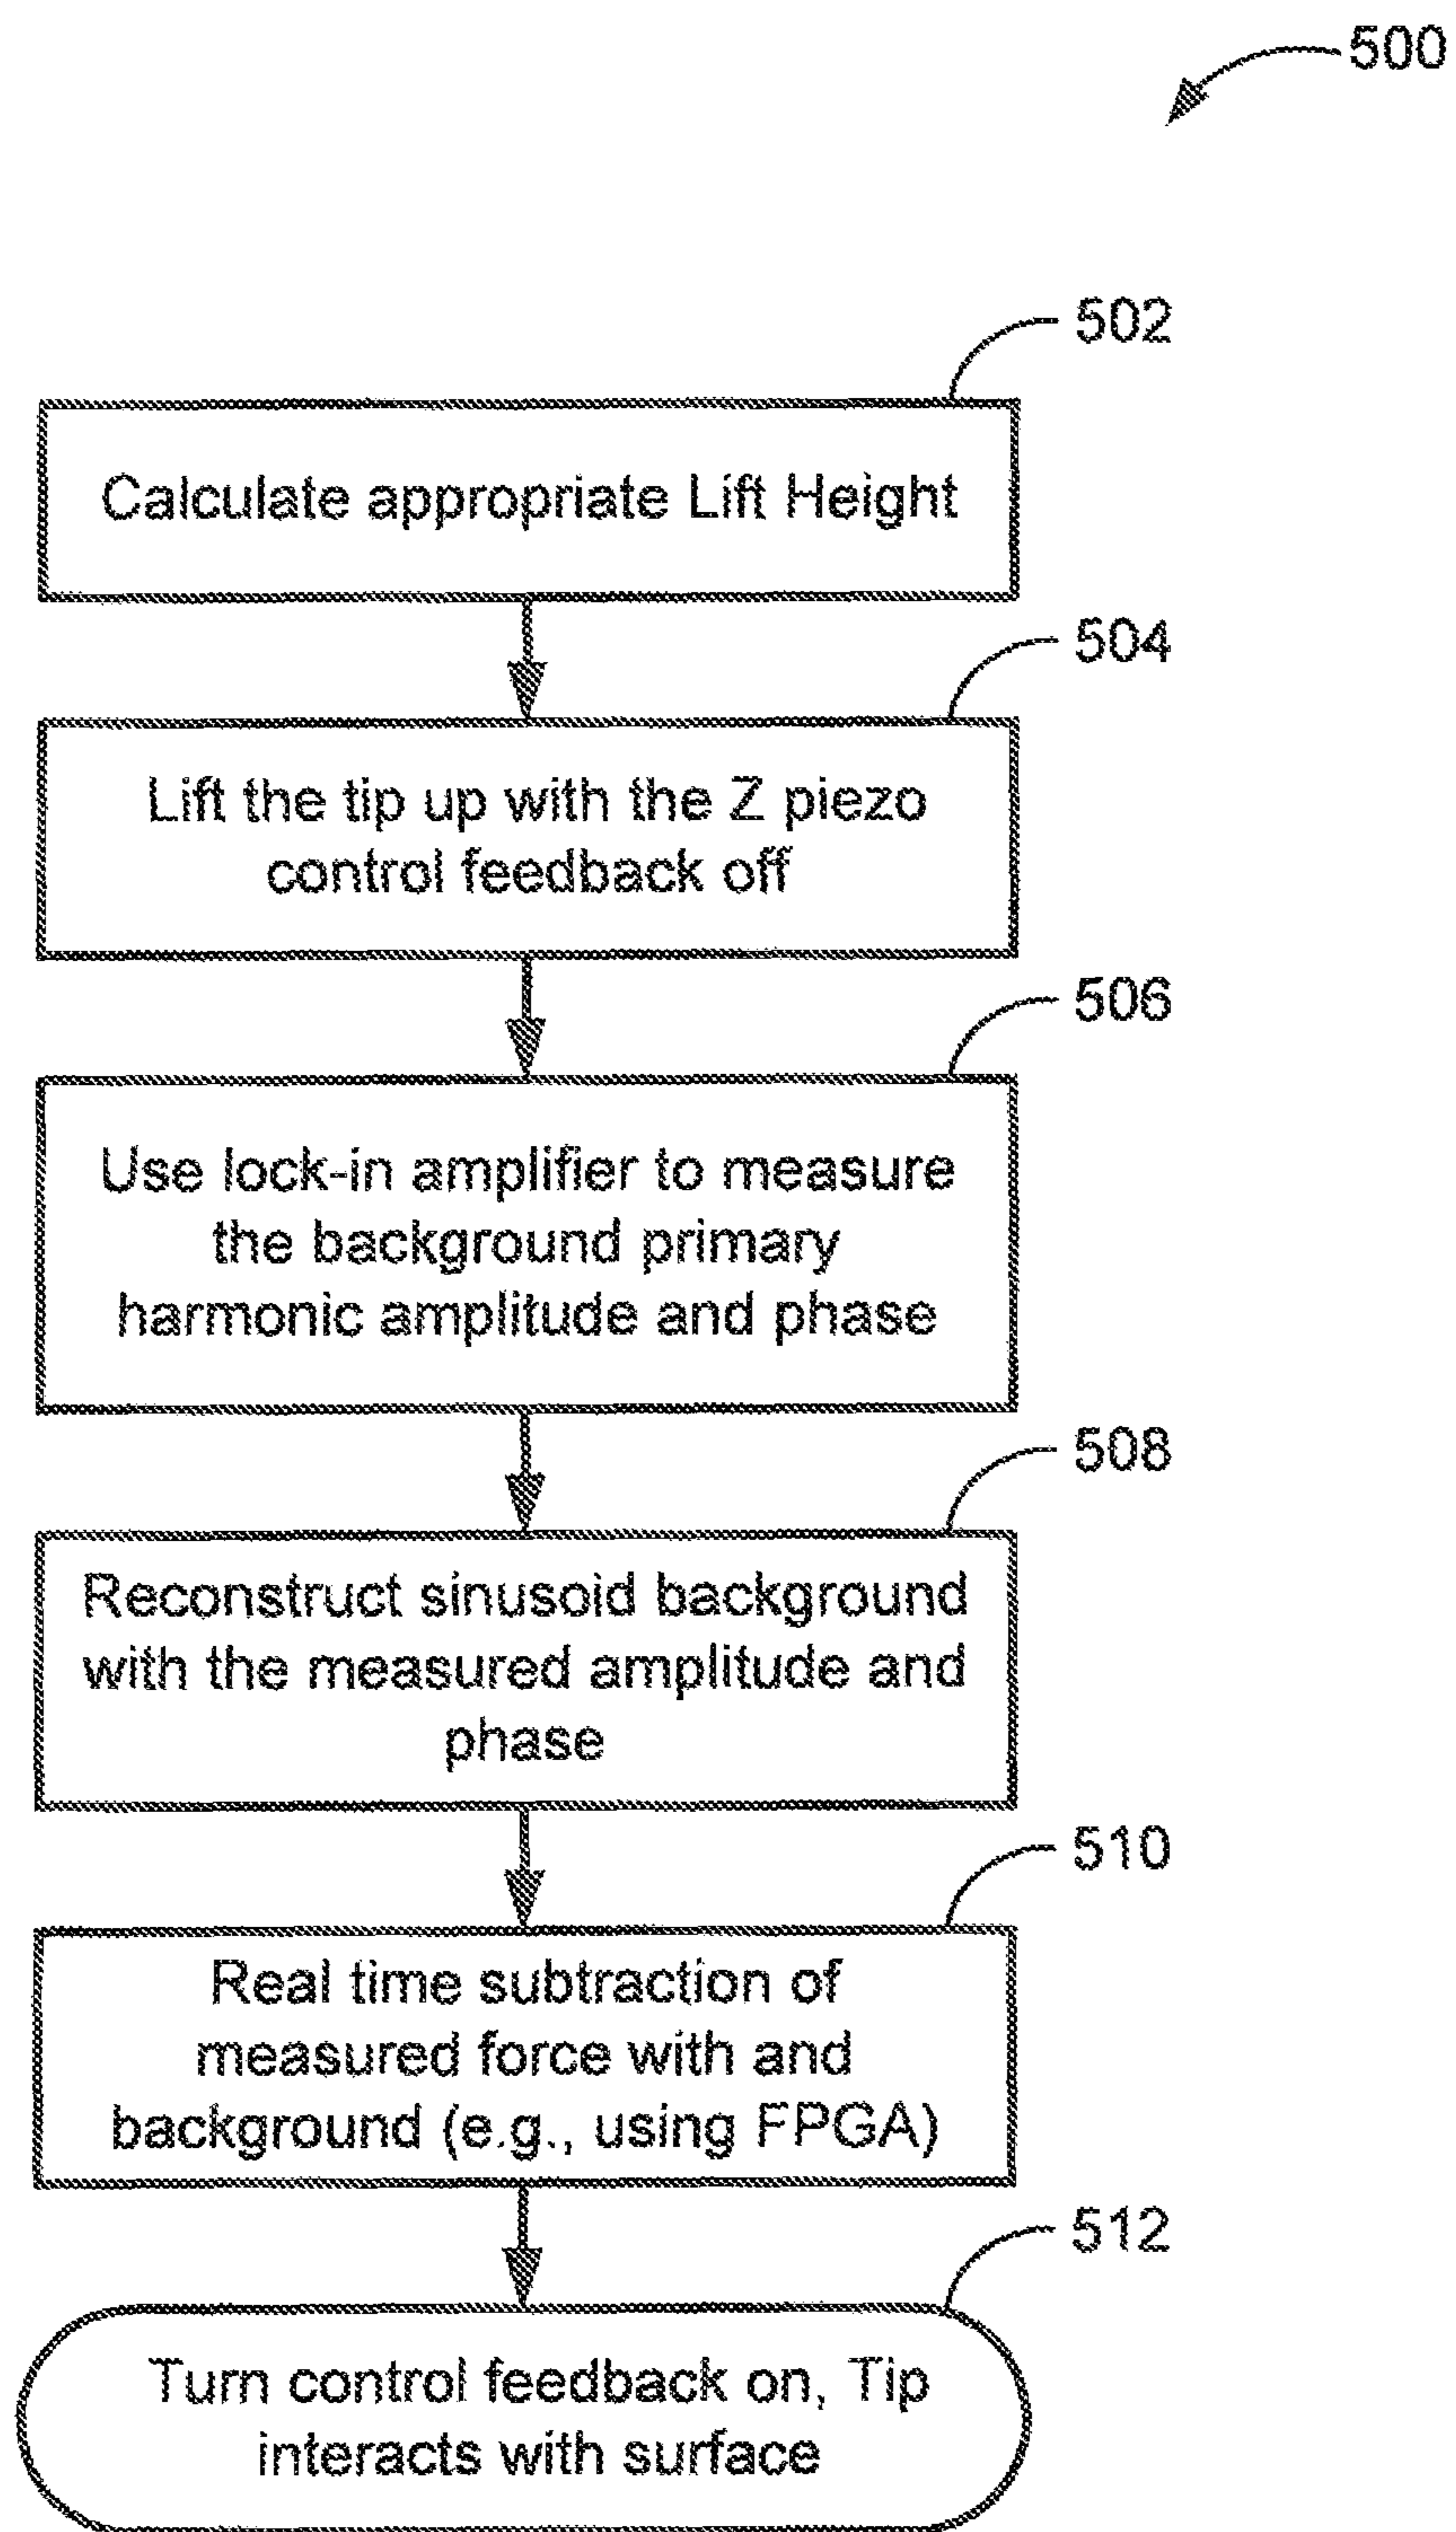 500
502
Calculate appropriate Lift Height
504
Lift the tip up with the Z piezo
control feedback off
506
Use lock-in amplifier to measure
the background primary
harmonic amplitude and phase
508
Reconstruct sinusoid background
with the measured amplitude and
phase
510
Real time subtraction of
measured force with and
background (e.g., using FPGA)
512
Turn control feedback on, Tip
interacts with surface